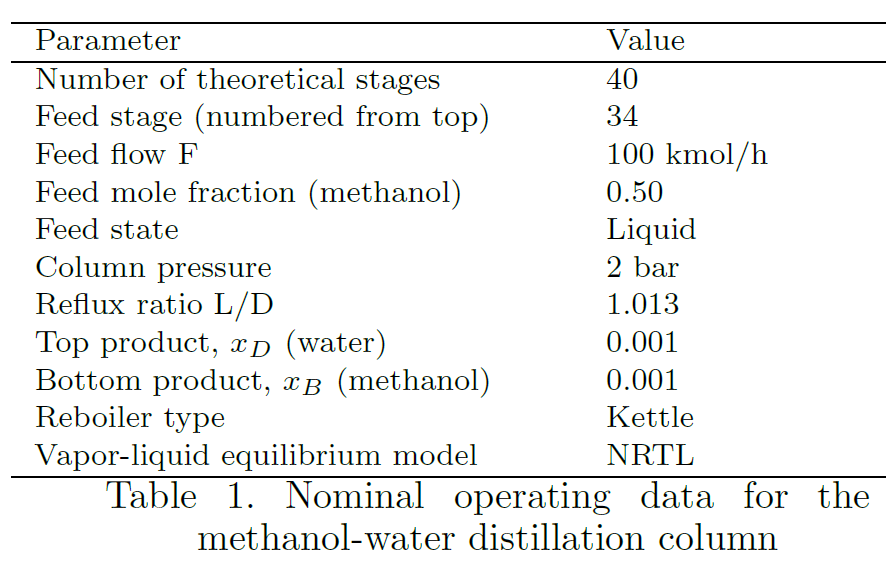 Parameter Value
Number of theoretical stages 40
Feed stage (numbered from top) 34
Feed flow F 100 kmol/h
Feed mole fraction (methanol) 0.50
Feed state Liquid
Column pressure 2 bar
Reflux ratio L/D 1.013
Top product, x_D (water) 0.001
Bottom product, x_B (methanol) 0.001
Reboiler type Kettle
Vapor-liquid equilibrium model NRTL
Table 1. Nominal operating data for the
methanol-water distillation column